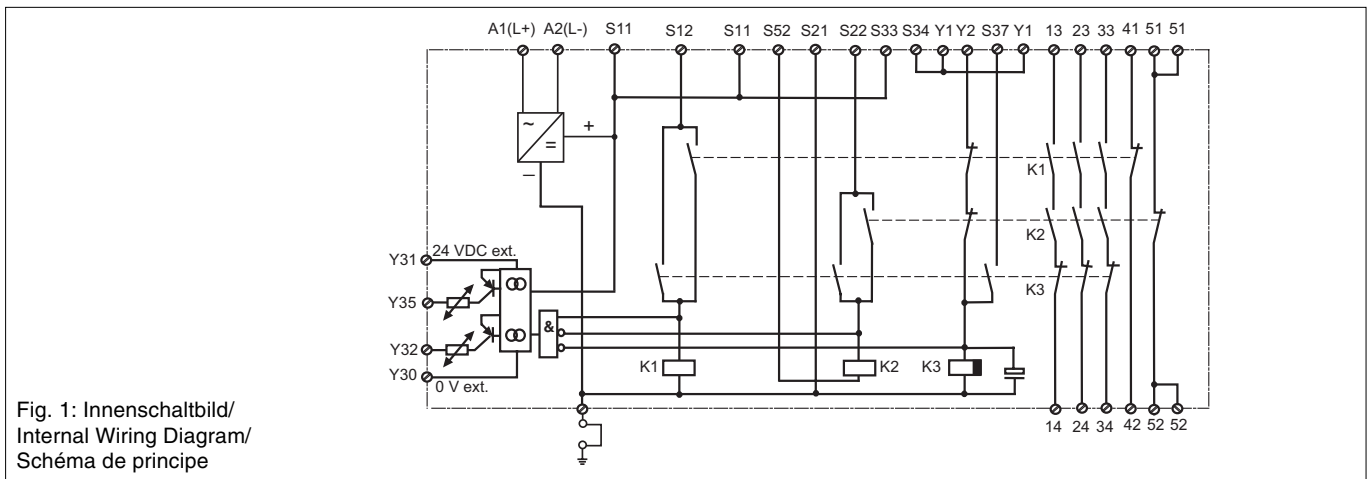 A1(L+) A2(L-) S11 S12 S11 S52 S21 S22 S33 S34 Y1 Y2 S37 Y1 13 23 33 41 51 51
~
=
+
–
K1
K2
K3
Y31 24 VDC ext.
Y35
Y32
Y30 0 V ext.
&
K1 K2 K3
14 24 34 42 52 52
Fig. 1: Innenschaltbild/
Internal Wiring Diagram/
Schéma de principe